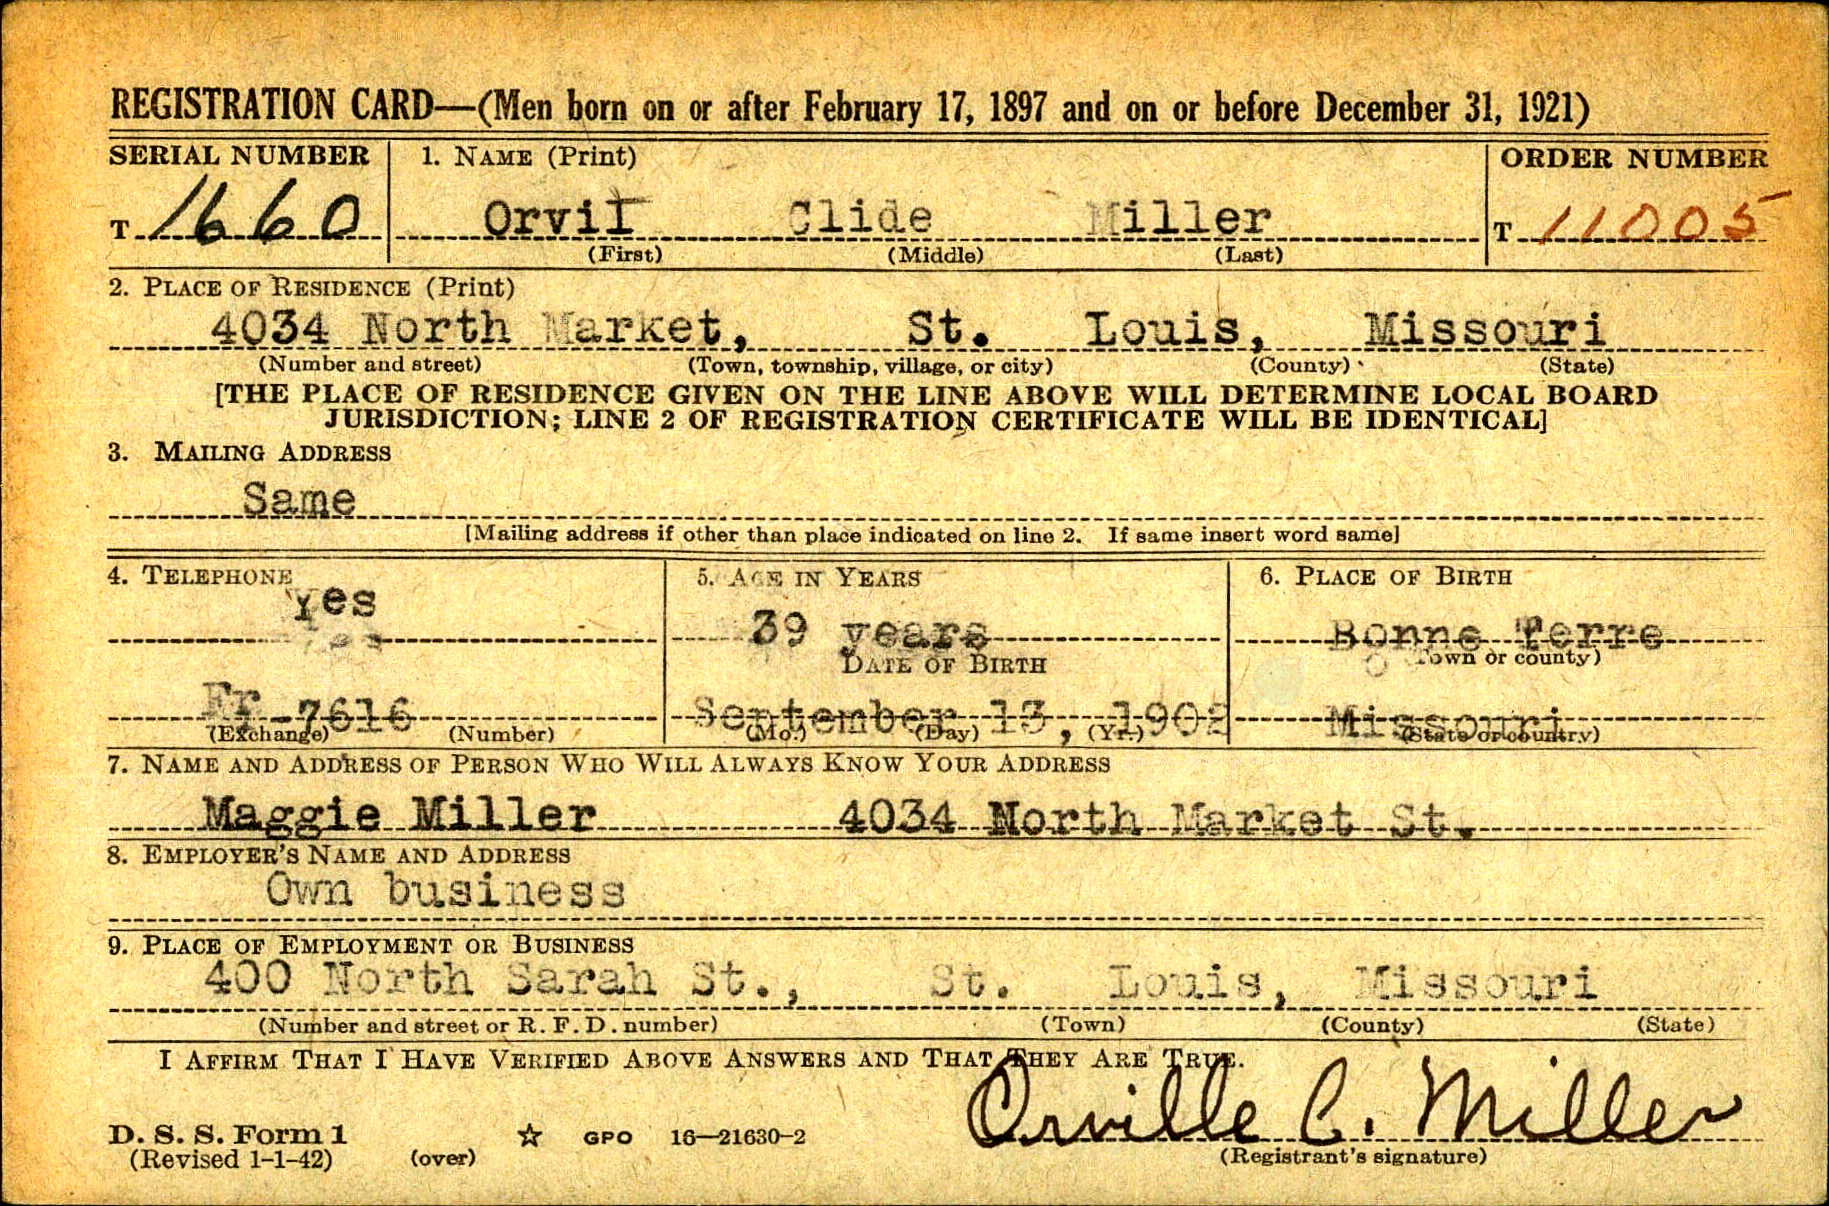 REGISTRATION CARD—(Men born on or after February 17, 1897 and on or before December 31, 1921)
SERIAL NUMBER 1. NAME (Print) ORDER NUMBER
T 1660 Orvil Clide Miller T 11005
(First) (Middle) (Last)
2. PLACE OF RESIDENCE (Print)
4034 North Market, St. Louis, Missouri
(Number and street) (Town, township, village, or city) (County) (State)
[THE PLACE OF RESIDENCE GIVEN ON THE LINE ABOVE WILL DETERMINE LOCAL BOARD
JURISDICTION; LINE 2 OF REGISTRATION CERTIFICATE WILL BE IDENTICAL]
3. MAILING ADDRESS
Same
[Mailing address if other than place indicated on line 2. If same insert word same]
4. TELEPHONE 5. AGE IN YEARS 6. PLACE OF BIRTH
Yes 39 years Bonne Terre
Yes DATE OF BIRTH (Town or county)
Fr-7616 September 13, 1902 Missouri
(Exchange) (Number) (Mo.) (Day) (Yr.) (State or country)
7. NAME AND ADDRESS OF PERSON WHO WILL ALWAYS KNOW YOUR ADDRESS
Maggie Miller 4034 North Market St.
8. EMPLOYER'S NAME AND ADDRESS
Own business
9. PLACE OF EMPLOYMENT OR BUSINESS
400 North Sarah St., St. Louis, Missouri
(Number and street or R. F. D. number) (Town) (County) (State)
I AFFIRM THAT I HAVE VERIFIED ABOVE ANSWERS AND THAT THEY ARE TRUE.
Orville C. Miller
D. S. S. Form 1 ☆ GPO 16—21630-2
(Revised 1-1-42) (over) (Registrant's signature)